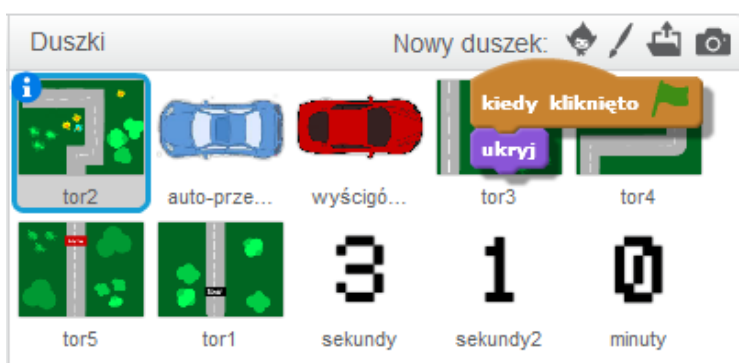 Duszki Nowy duszek:
kiedy kliknięto
ukryj
tor2 auto-prze... wyścigó... tor3 tor4
3 1 0
tor5 tor1 sekundy sekundy2 minuty